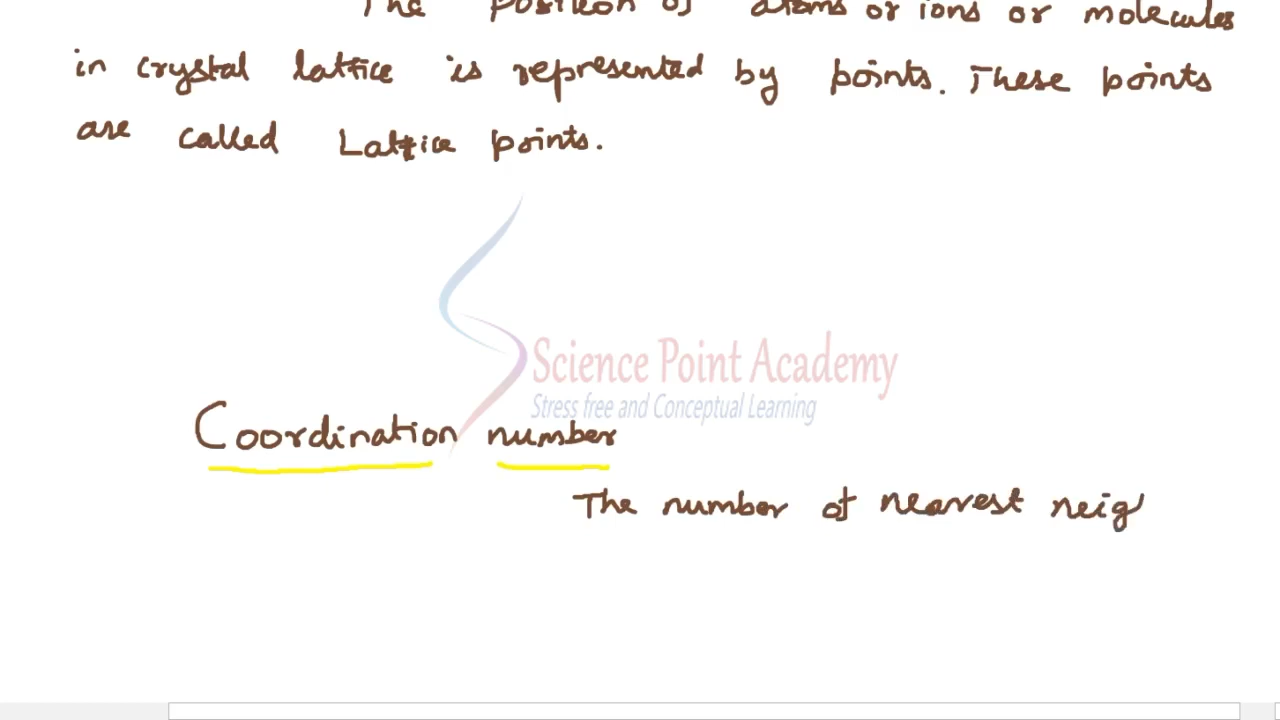 The position of atoms or ions or molecules
in crystal lattice is represented by points. These points
are called Lattice points.
Science Point Academy
Stress free and Conceptual Learning
Coordination number
The number of nearest neig